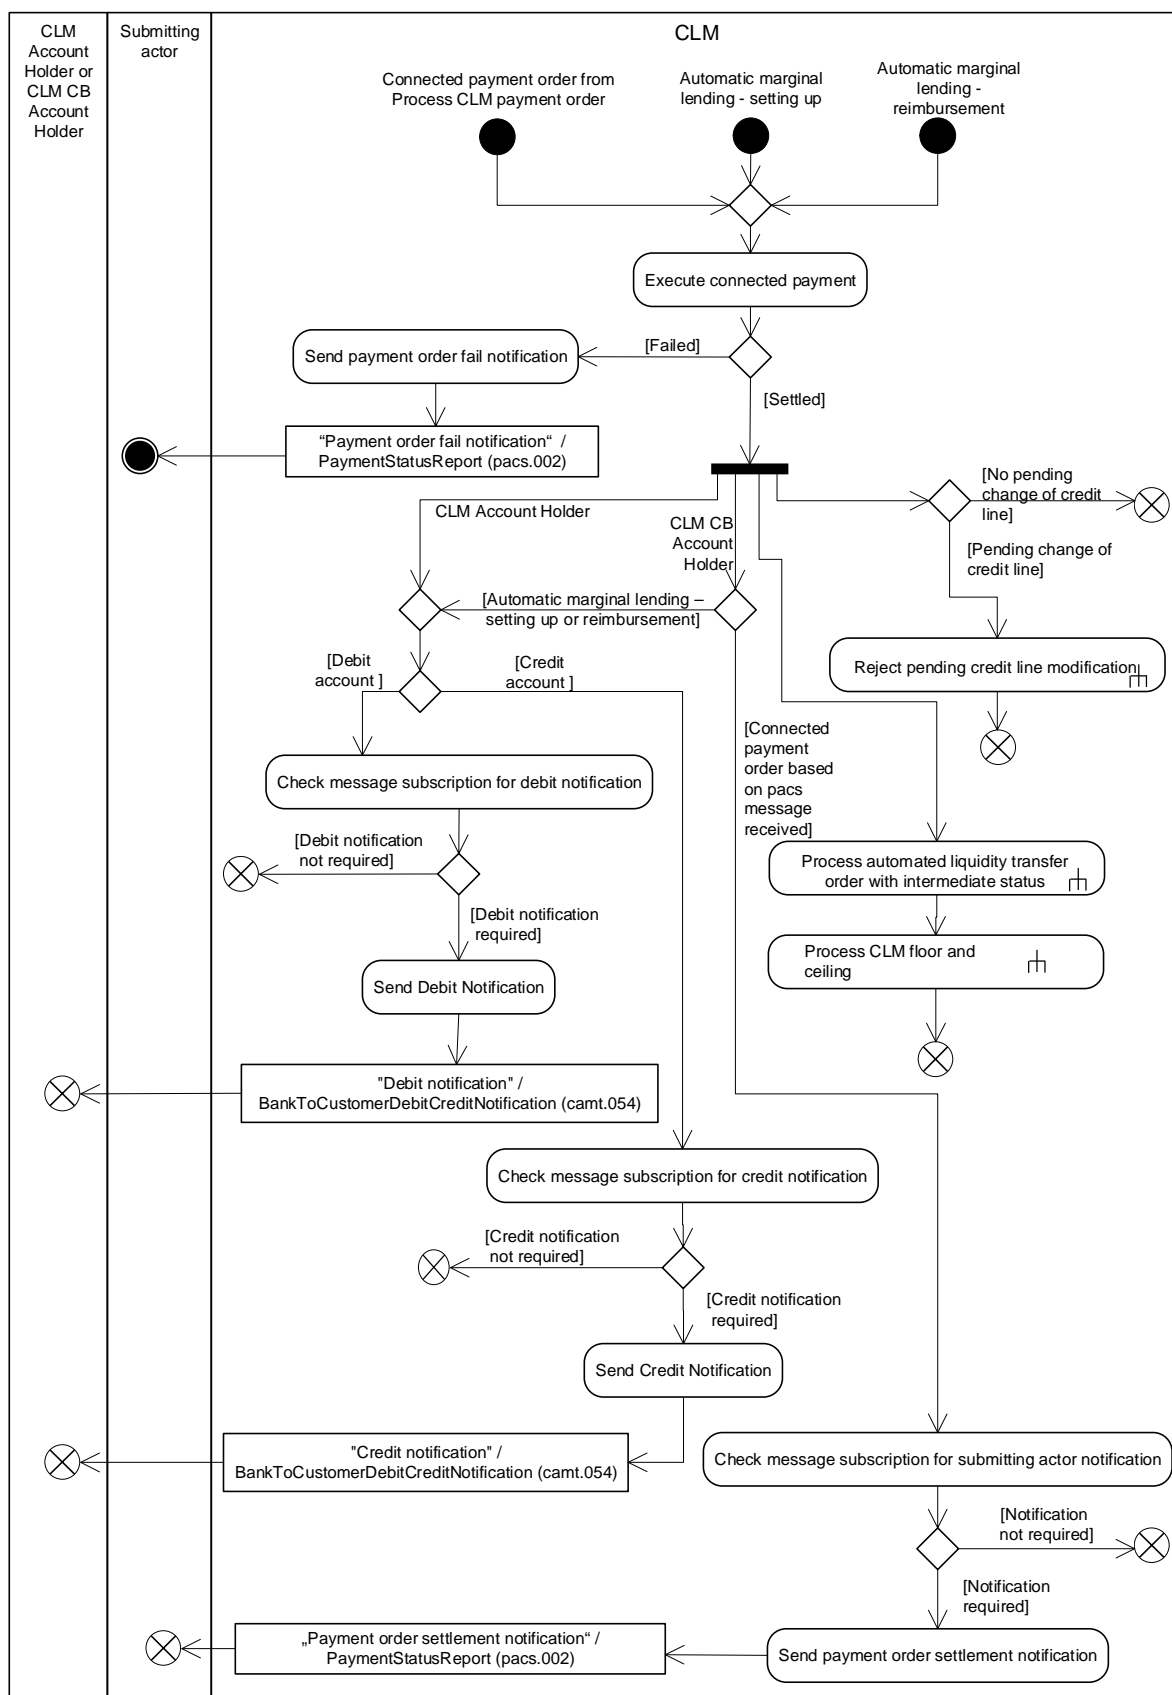 CLM
Account
Holder or
CLM CB
Account
Holder
Submitting
actor
CLM
Connected payment order from
Process CLM payment order
Automatic marginal
lending - setting up
Automatic marginal
lending -
reimbursement
Execute connected payment
Send payment order fail notification
[Failed]
[Settled]
“Payment order fail notification“ /
PaymentStatusReport (pacs.002)
[No pending
change of credit
line]
CLM Account Holder
CLM CB
Account
Holder
[Pending change of
credit line]
[Automatic marginal lending –
setting up or reimbursement]
Reject pending credit line modification
[Debit
account ]
[Credit
account ]
[Connected
payment
order based
on pacs
message
received]
Check message subscription for debit notification
[Debit notification
not required]
Process automated liquidity transfer
order with intermediate status
[Debit notification
required]
Process CLM floor and
ceiling
Send Debit Notification
"Debit notification" /
BankToCustomerDebitCreditNotification (camt.054)
Check message subscription for credit notification
[Credit notification
not required]
[Credit notification
required]
Send Credit Notification
"Credit notification" /
BankToCustomerDebitCreditNotification (camt.054)
Check message subscription for submitting actor notification
[Notification
not required]
[Notification
required]
„Payment order settlement notification“ /
PaymentStatusReport (pacs.002)
Send payment order settlement notification